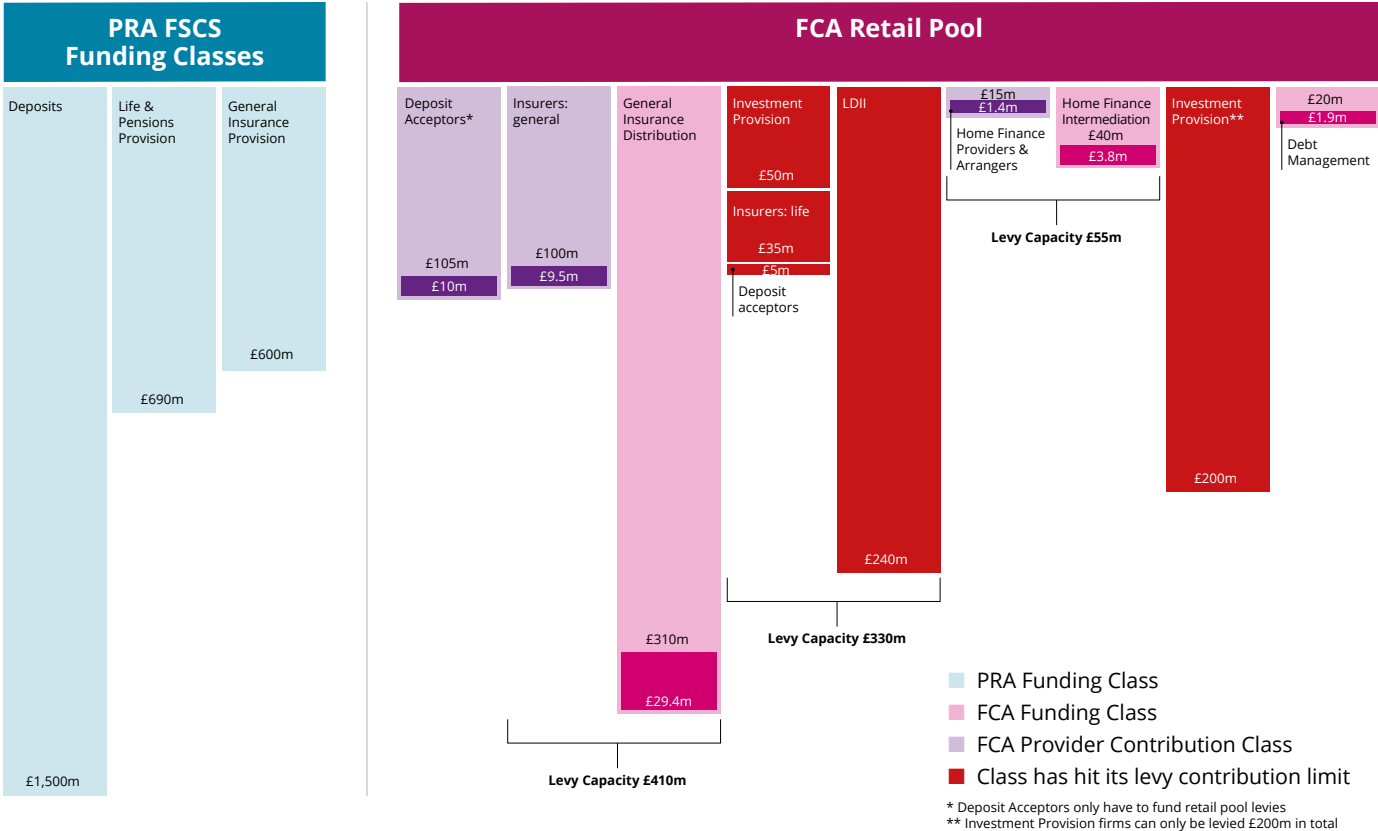 PRA FSCS
Funding Classes
Deposits
£1,500m
Life &
Pensions
Provision
£690m
General
Insurance
Provision
£600m
FCA Retail Pool
Deposit
Acceptors*
£105m
£10m
Insurers:
general
£100m
£9.5m
General
Insurance
Distribution
£310m
£29.4m
Levy Capacity £410m
Investment
Provision
£50m
Insurers: life
£35m
£5m
Deposit
acceptors
LDII
£240m
Levy Capacity £330m
£15m
£1.4m
Home Finance
Providers &
Arrangers
Home Finance
Intermediation
£40m
£3.8m
Levy Capacity £55m
Investment
Provision**
£200m
£20m
£1.9m
Debt
Management
PRA Funding Class
FCA Funding Class
FCA Provider Contribution Class
Class has hit its levy contribution limit
* Deposit Acceptors only have to fund retail pool levies
** Investment Provision firms can only be levied £200m in total